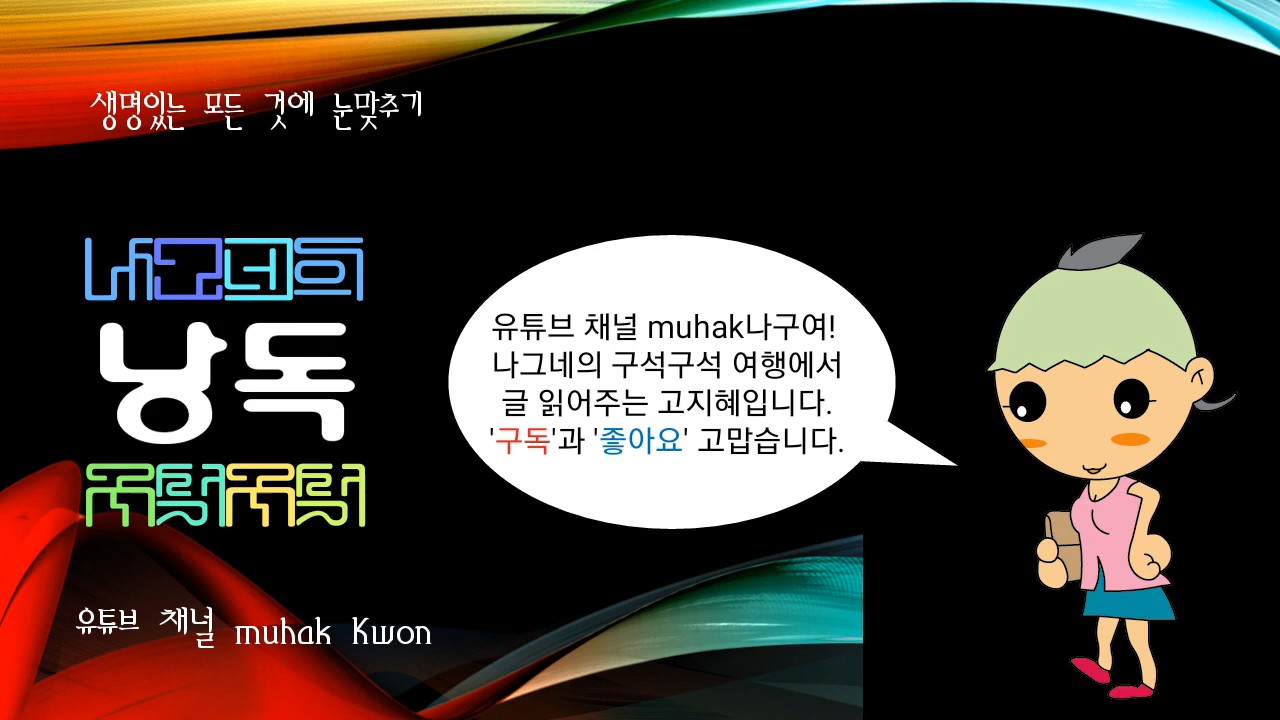 생명있는 모든 것에 눈맞추기
나그네의
낭독
구석구석
유튜브 채널 muhak나구여!
나그네의 구석구석 여행에서
글 읽어주는 고지혜입니다.
'구독'과 '좋아요' 고맙습니다.
유튜브 채널 muhak Kwon